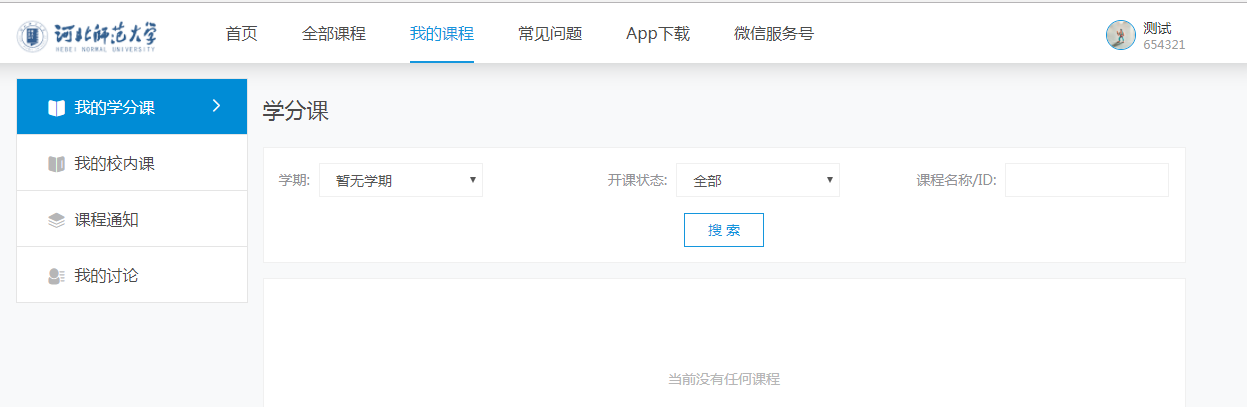 河北师范大学
HEBEI NORMAL UNIVERSITY
首页 全部课程 我的课程 常见问题 App下载 微信服务号
测试
654321
我的学分课
我的校内课
课程通知
我的讨论
学分课
学期: 暂无学期 开课状态: 全部 课程名称/ID:
搜 索
当前没有任何课程